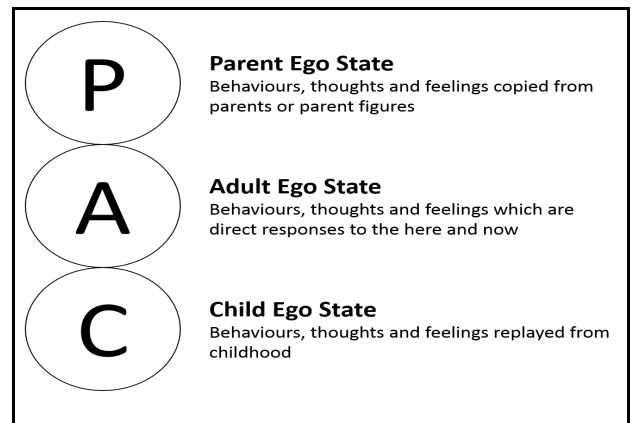 P
Parent Ego State
Behaviours, thoughts and feelings copied from
parents or parent figures
A
Adult Ego State
Behaviours, thoughts and feelings which are
direct responses to the here and now
C
Child Ego State
Behaviours, thoughts and feelings replayed from
childhood